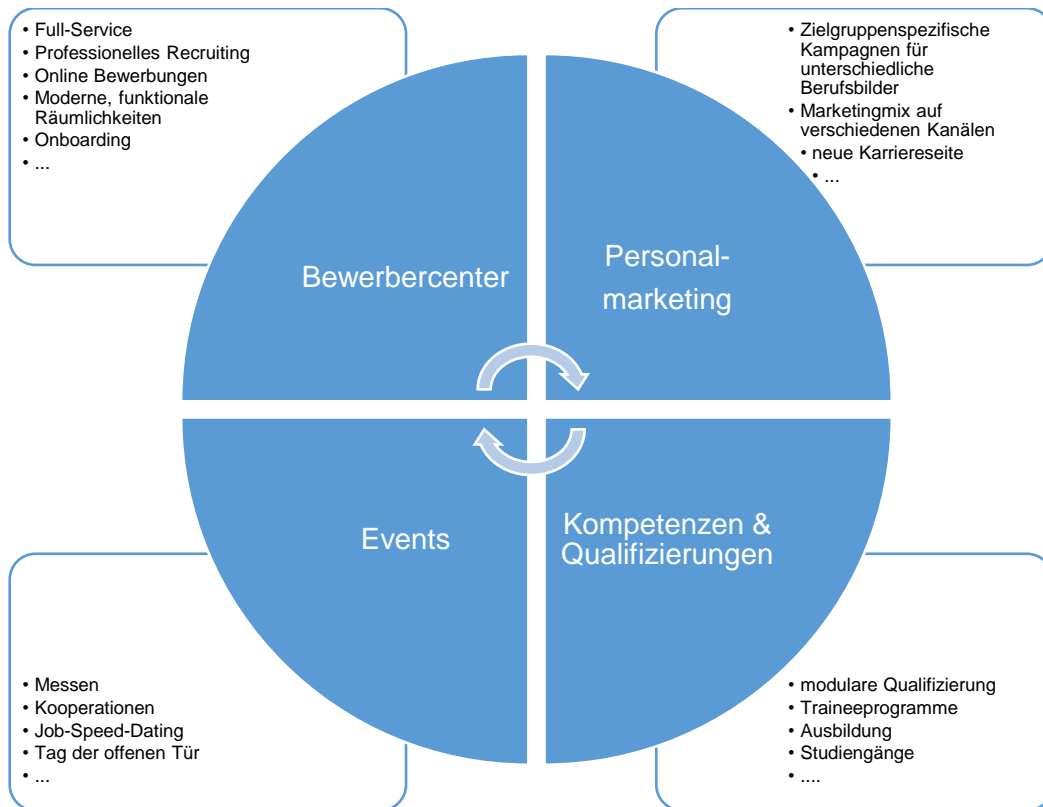 • Full-Service
• Professionelles Recruiting
• Online Bewerbungen
• Moderne, funktionale
Räumlichkeiten
• Onboarding
• ...
• Zielgruppenspezifische
Kampagnen für
unterschiedliche
Berufsbilder
• Marketingmix auf
verschiedenen Kanälen
• neue Karriereseite
• ...
Bewerbercenter
Personal-
marketing
Events
Kompetenzen &
Qualifizierungen
• Messen
• Kooperationen
• Job-Speed-Dating
• Tag der offenen Tür
• ...
• modulare Qualifizierung
• Traineeprogramme
• Ausbildung
• Studiengänge
• ....